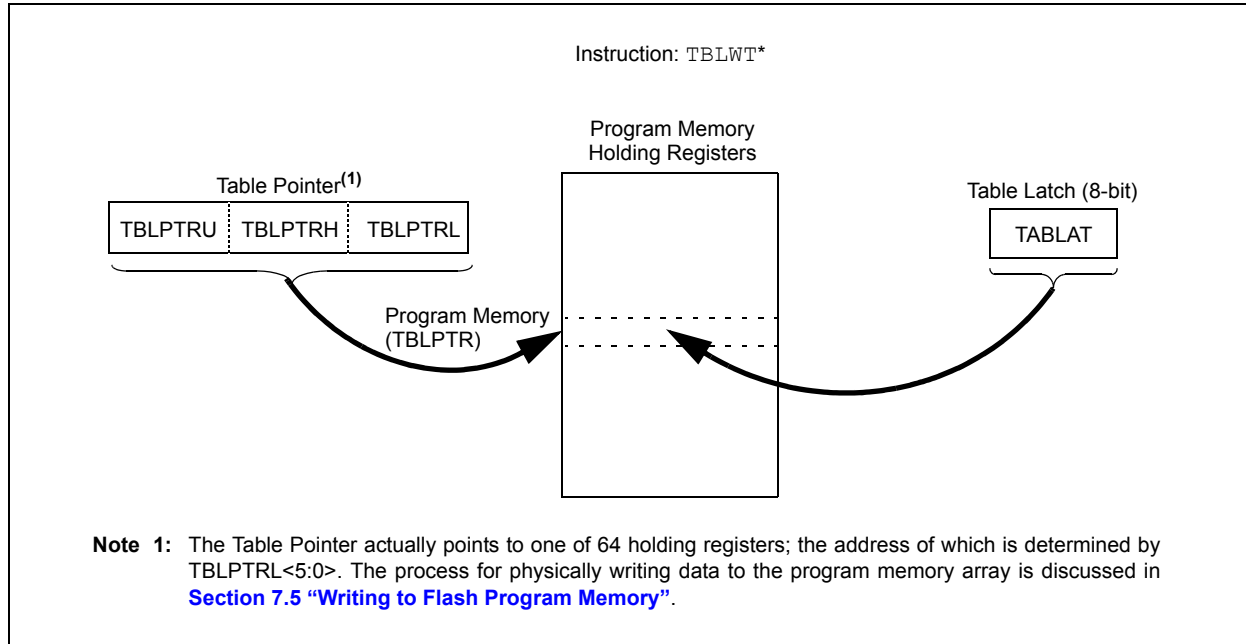 Instruction: TBLWT*
Program Memory
Holding Registers
Table Pointer(1)
Table Latch (8-bit)
TBLPTRU TBLPTRH TBLPTRL
TABLAT
Program Memory
(TBLPTR)
Note 1: The Table Pointer actually points to one of 64 holding registers; the address of which is determined by
TBLPTRL<5:0>. The process for physically writing data to the program memory array is discussed in
Section 7.5 “Writing to Flash Program Memory”.